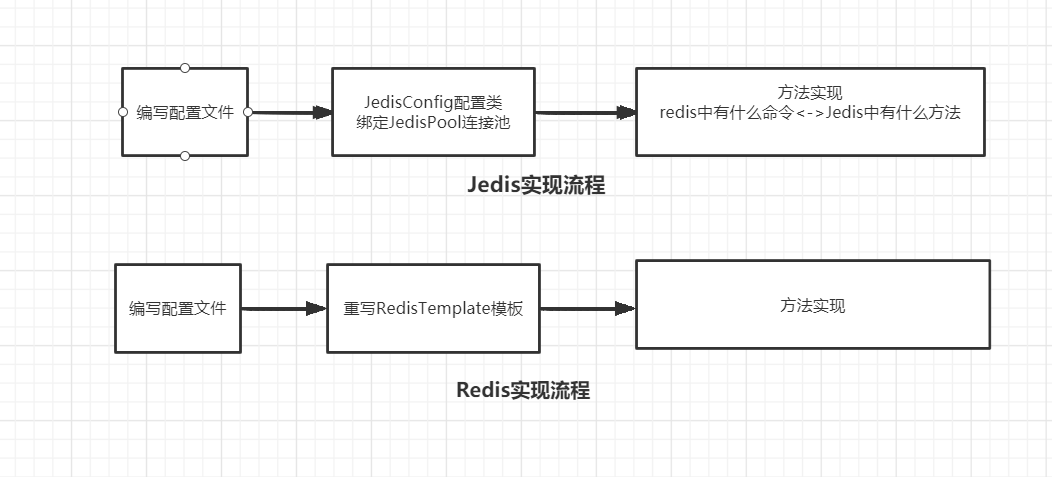 编写配置文件
JedisConfig配置类
绑定JedisPool连接池
方法实现
redis中有什么命令<->Jedis中有什么方法
Jedis实现流程
编写配置文件
重写RedisTemplate模板
方法实现
Redis实现流程